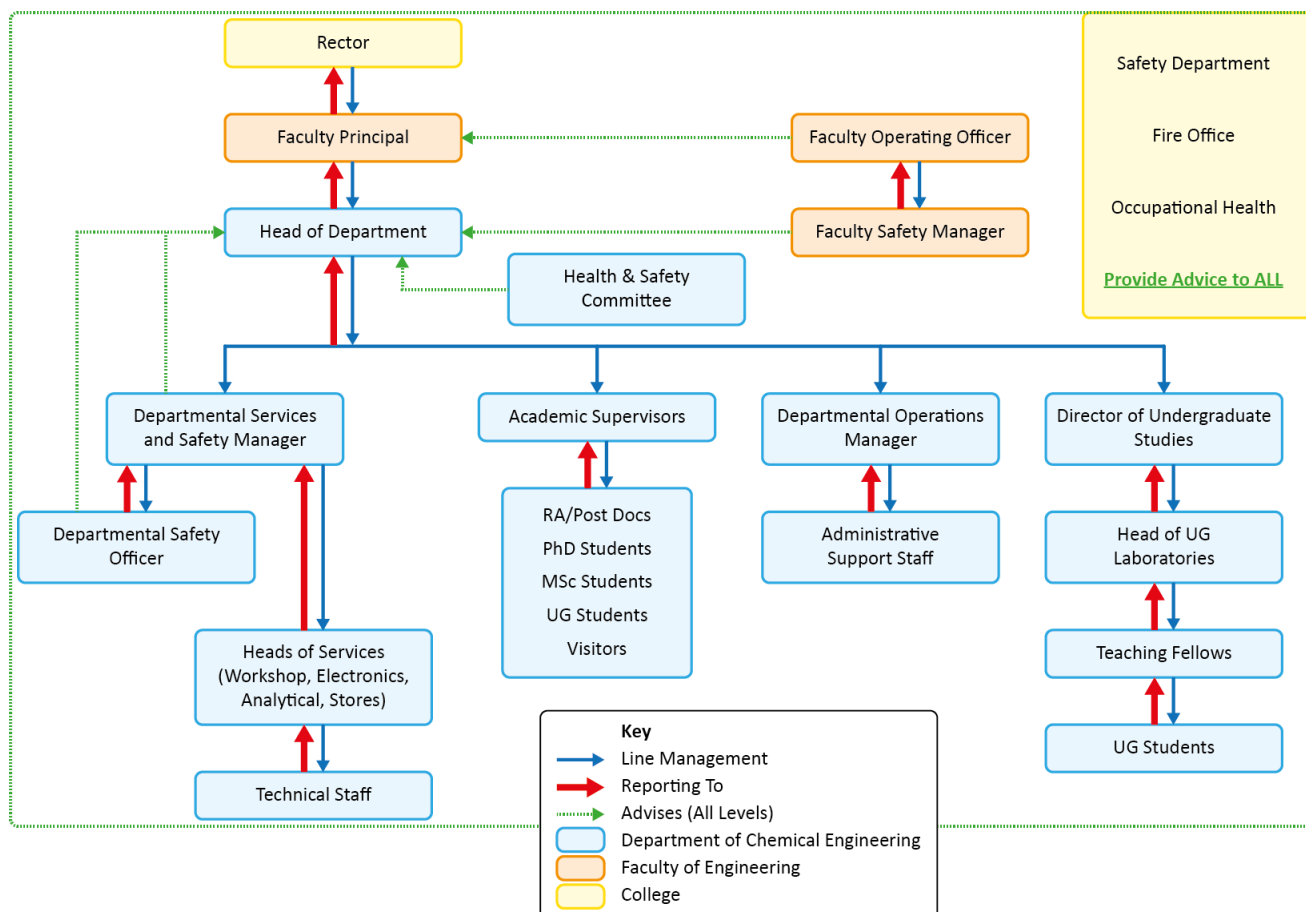 Rector
Safety Department
Faculty Principal
Faculty Operating Officer
Fire Office
Head of Department
Faculty Safety Manager
Occupational Health
Health & Safety
Committee
Provide Advice to ALL
Departmental Services
and Safety Manager
Academic Supervisors
Departmental Operations
Manager
Director of Undergraduate
Studies
Departmental Safety
Officer
RA/Post Docs
PhD Students
MSc Students
UG Students
Visitors
Administrative
Support Staff
Head of UG
Laboratories
Heads of Services
(Workshop, Electronics,
Analytical, Stores)
Teaching Fellows
Technical Staff
UG Students
Key
Line Management
Reporting To
Advises (All Levels)
Department of Chemical Engineering
Faculty of Engineering
College